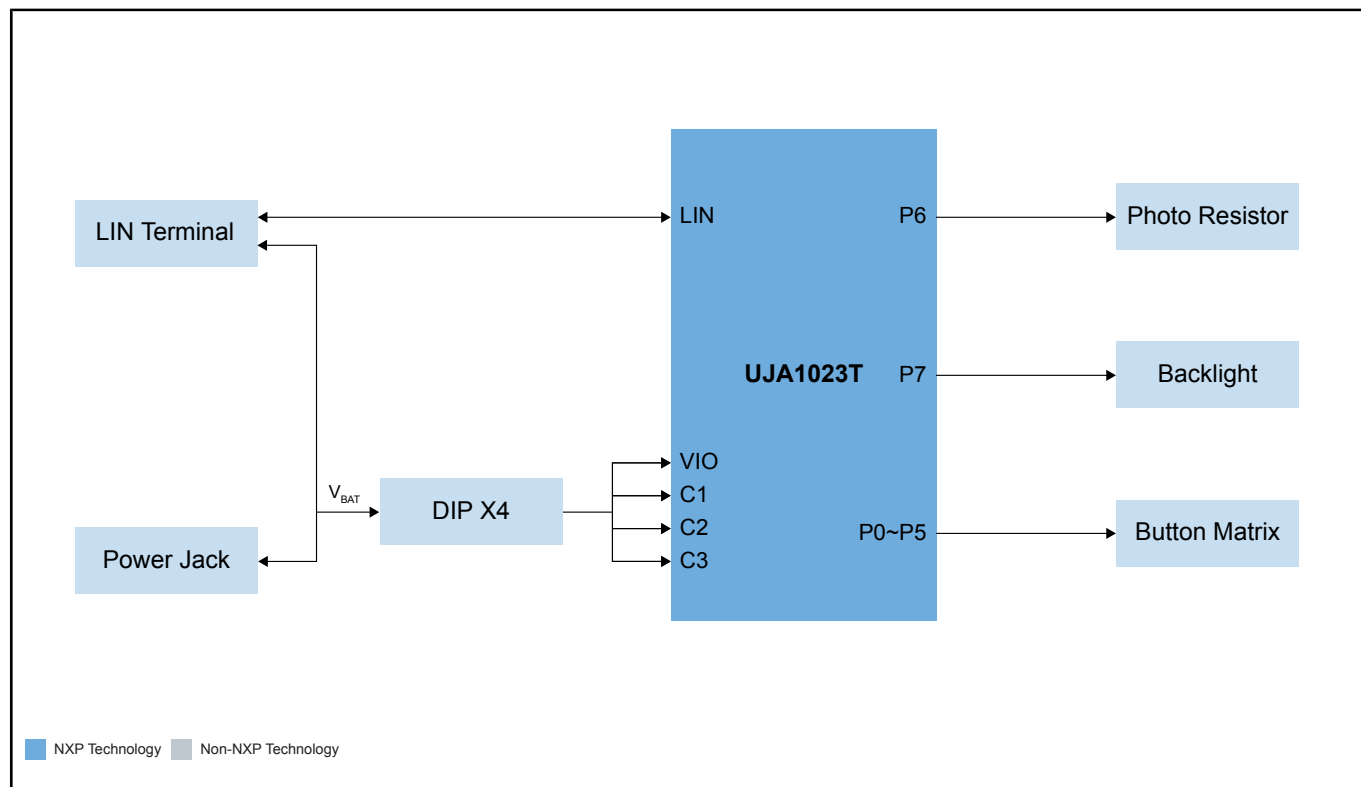 LIN Terminal
LIN
P6
Photo Resistor
UJA1023T
P7
Backlight
VIO
V_BAT
DIP X4
C1
C2
C3
P0~P5
Button Matrix
Power Jack
NXP Technology
Non-NXP Technology